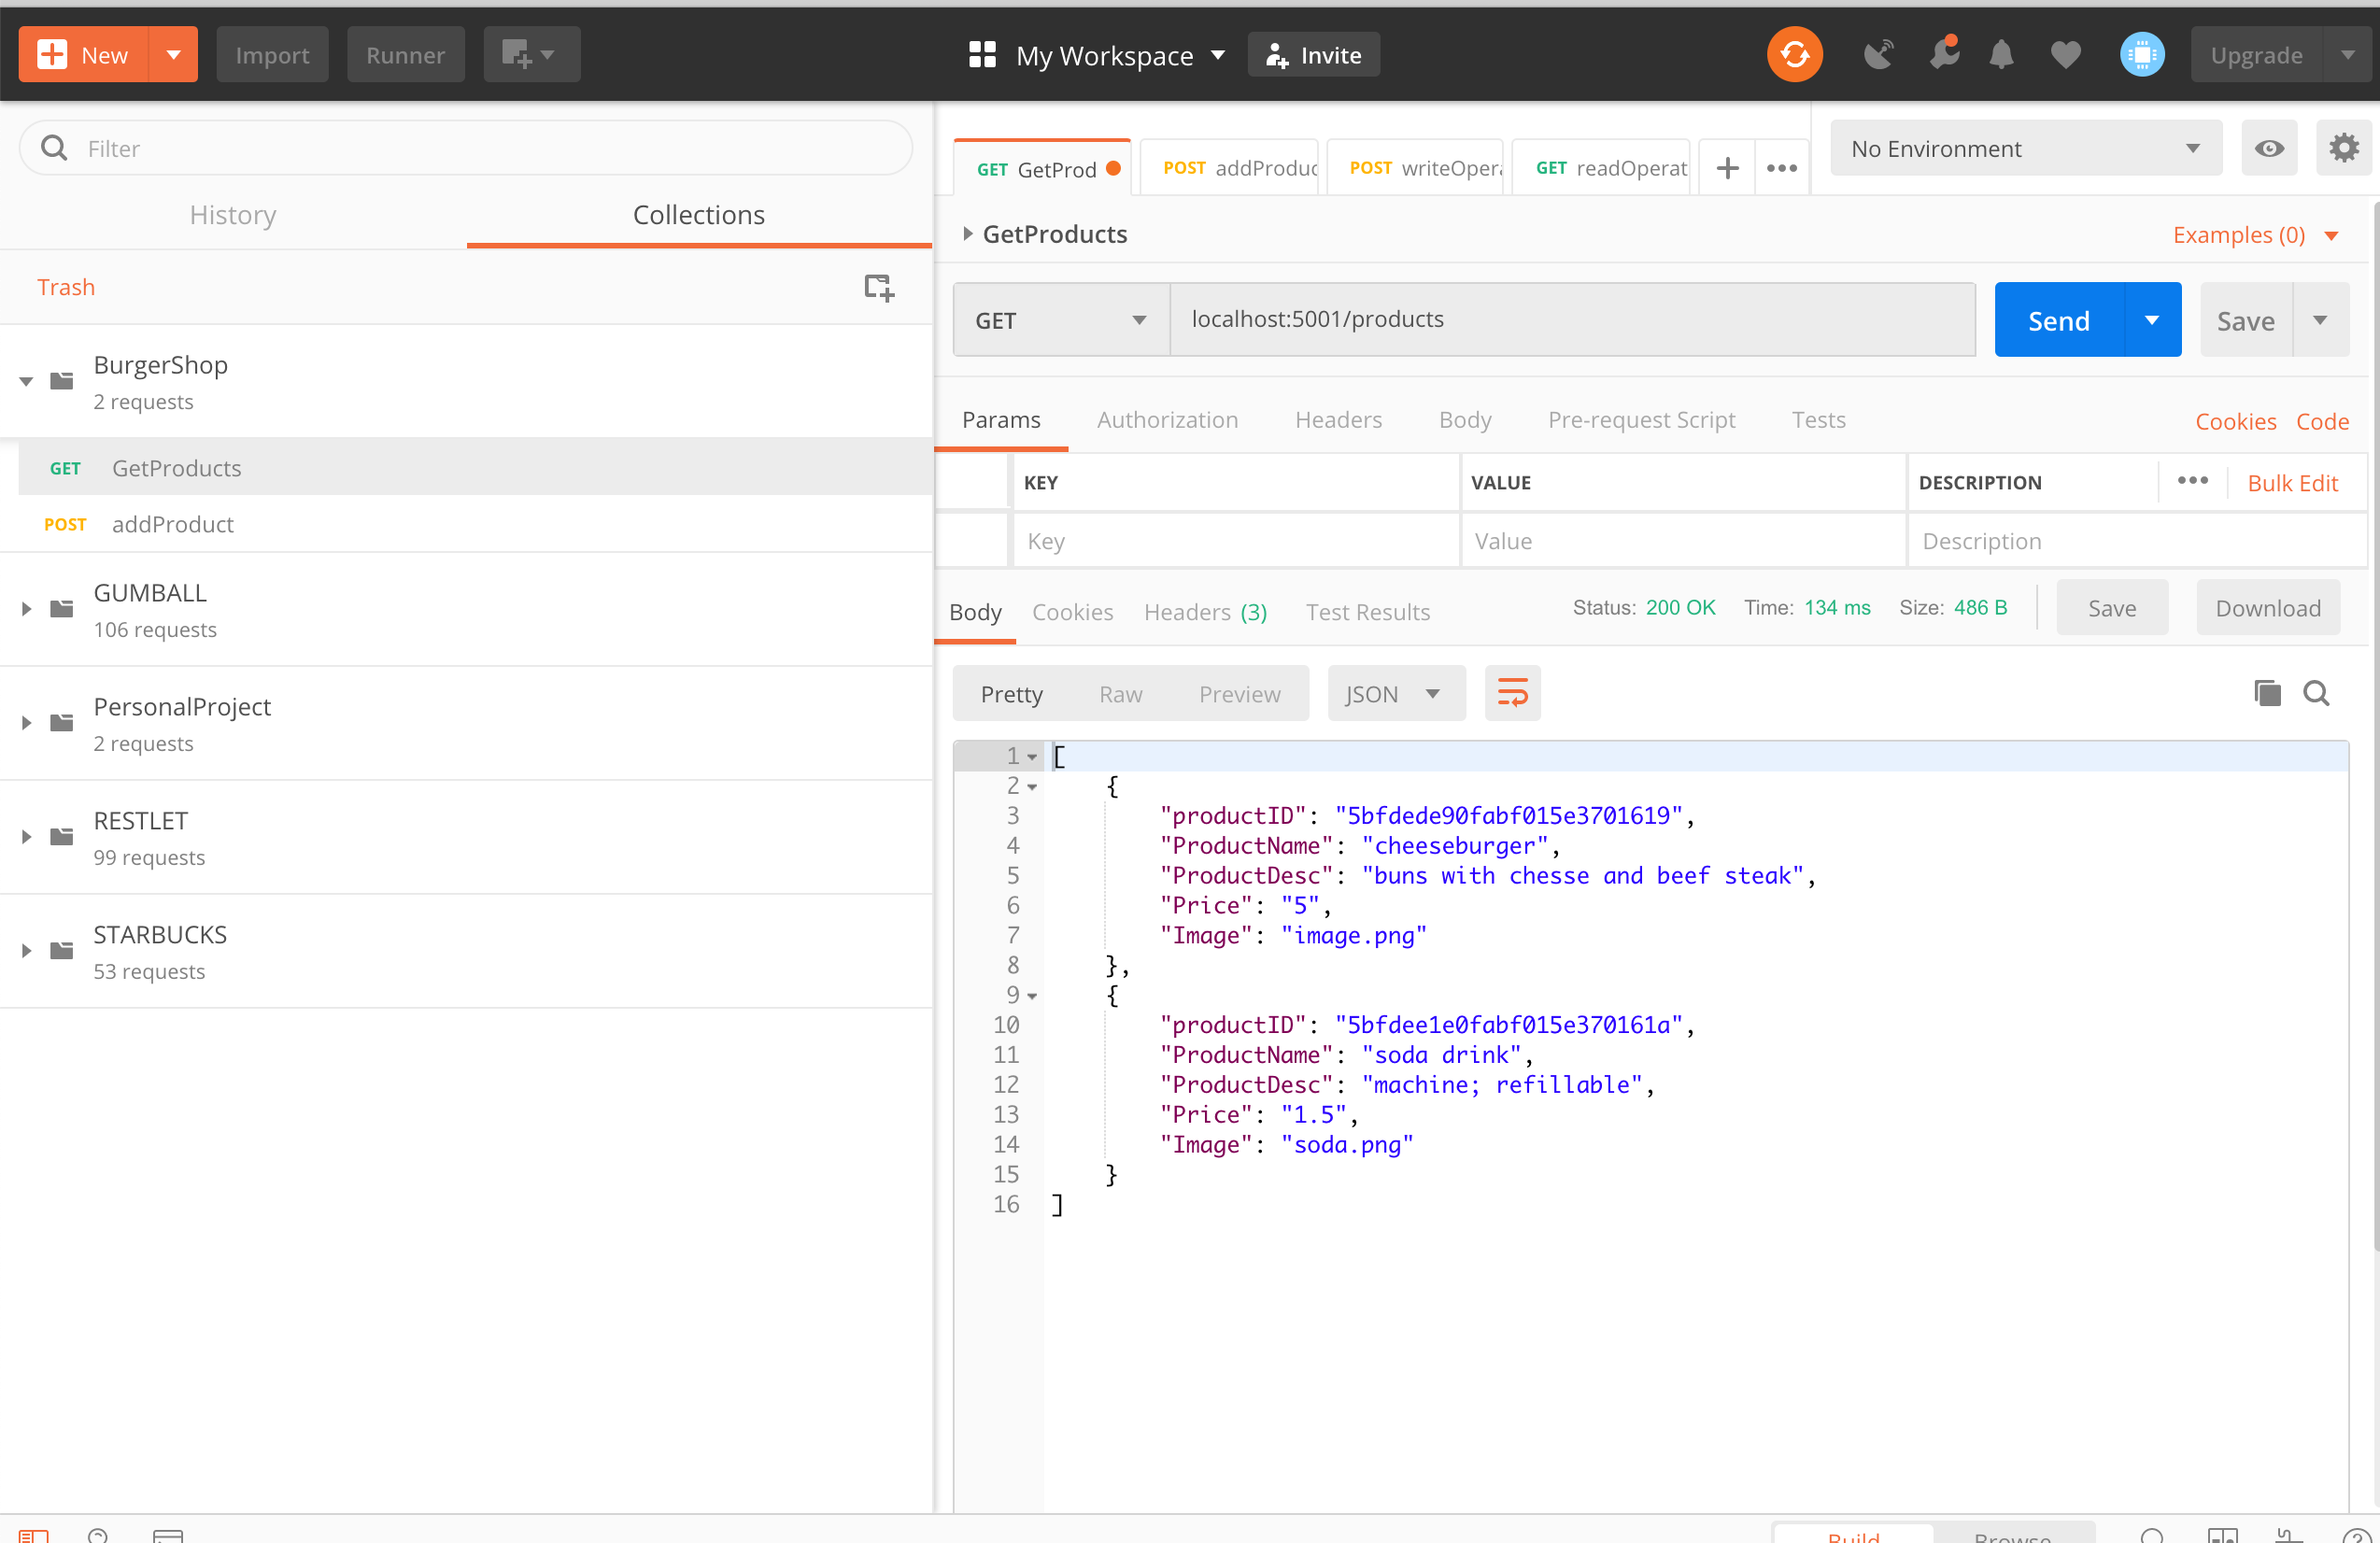 New
Import
Runner
My Workspace
Invite
Upgrade
Filter
History
Collections
Trash
BurgerShop
2 requests
GET GetProducts
POST addProduct
GUMBALL
106 requests
PersonalProject
2 requests
RESTLET
99 requests
STARBUCKS
53 requests
GET GetProd
POST addProduc
POST writeOpera
GET readOperat
No Environment
GetProducts
Examples (0)
GET
localhost:5001/products
Send
Save
Params
Authorization
Headers
Body
Pre-request Script
Tests
Cookies
Code
KEY
VALUE
DESCRIPTION
Bulk Edit
Key
Value
Description
Body
Cookies
Headers (3)
Test Results
Status: 200 OK
Time: 134 ms
Size: 486 B
Save
Download
Pretty
Raw
Preview
JSON
1 [
2 {
3 "productID": "5bfdede90fabf015e3701619",
4 "ProductName": "cheeseburger",
5 "ProductDesc": "buns with chesse and beef steak",
6 "Price": "5",
7 "Image": "image.png"
8 },
9 {
10 "productID": "5bfdee1e0fabf015e370161a",
11 "ProductName": "soda drink",
12 "ProductDesc": "machine; refillable",
13 "Price": "1.5",
14 "Image": "soda.png"
15 }
16 ]
Build
Browse